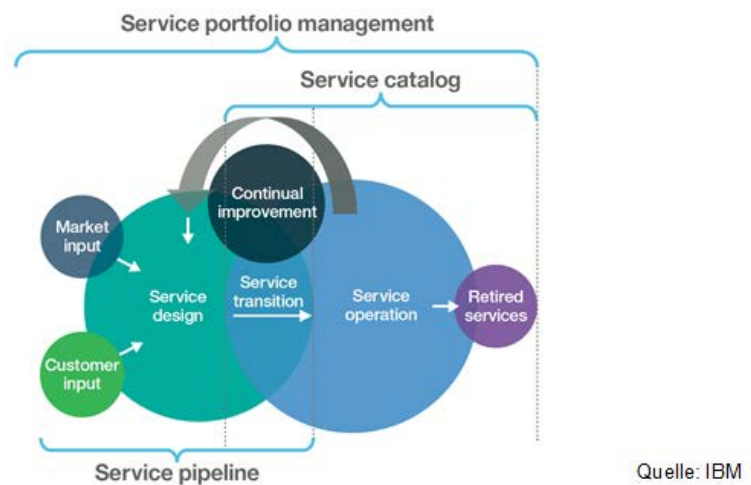 Service portfolio management
Service catalog
Continual
improvement
Market
input
Service
design
Service
transition
Service
operation
Retired
services
Customer
input
Service pipeline
Quelle: IBM